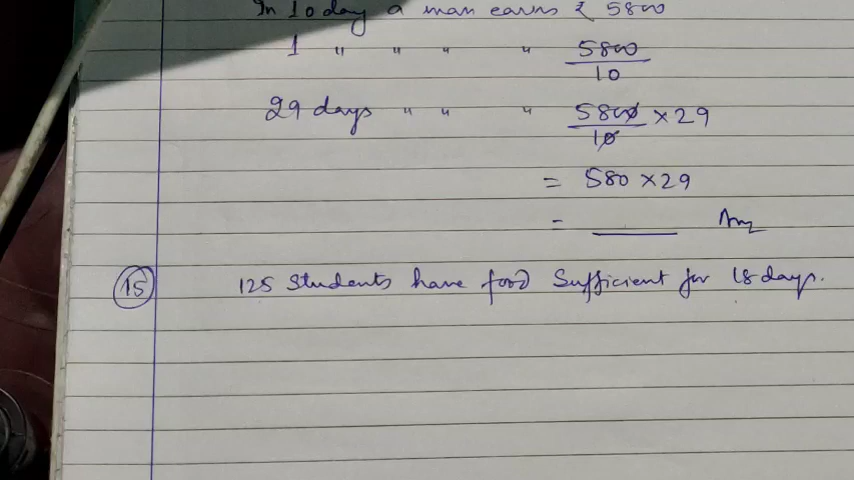 In 10 day a man earns ₹ 5800
1 " " " " 5800/10
29 days " " " 5800/10 × 29
= 580 × 29
= ______ Ans
15 125 Students have food Sufficient for 18 days.